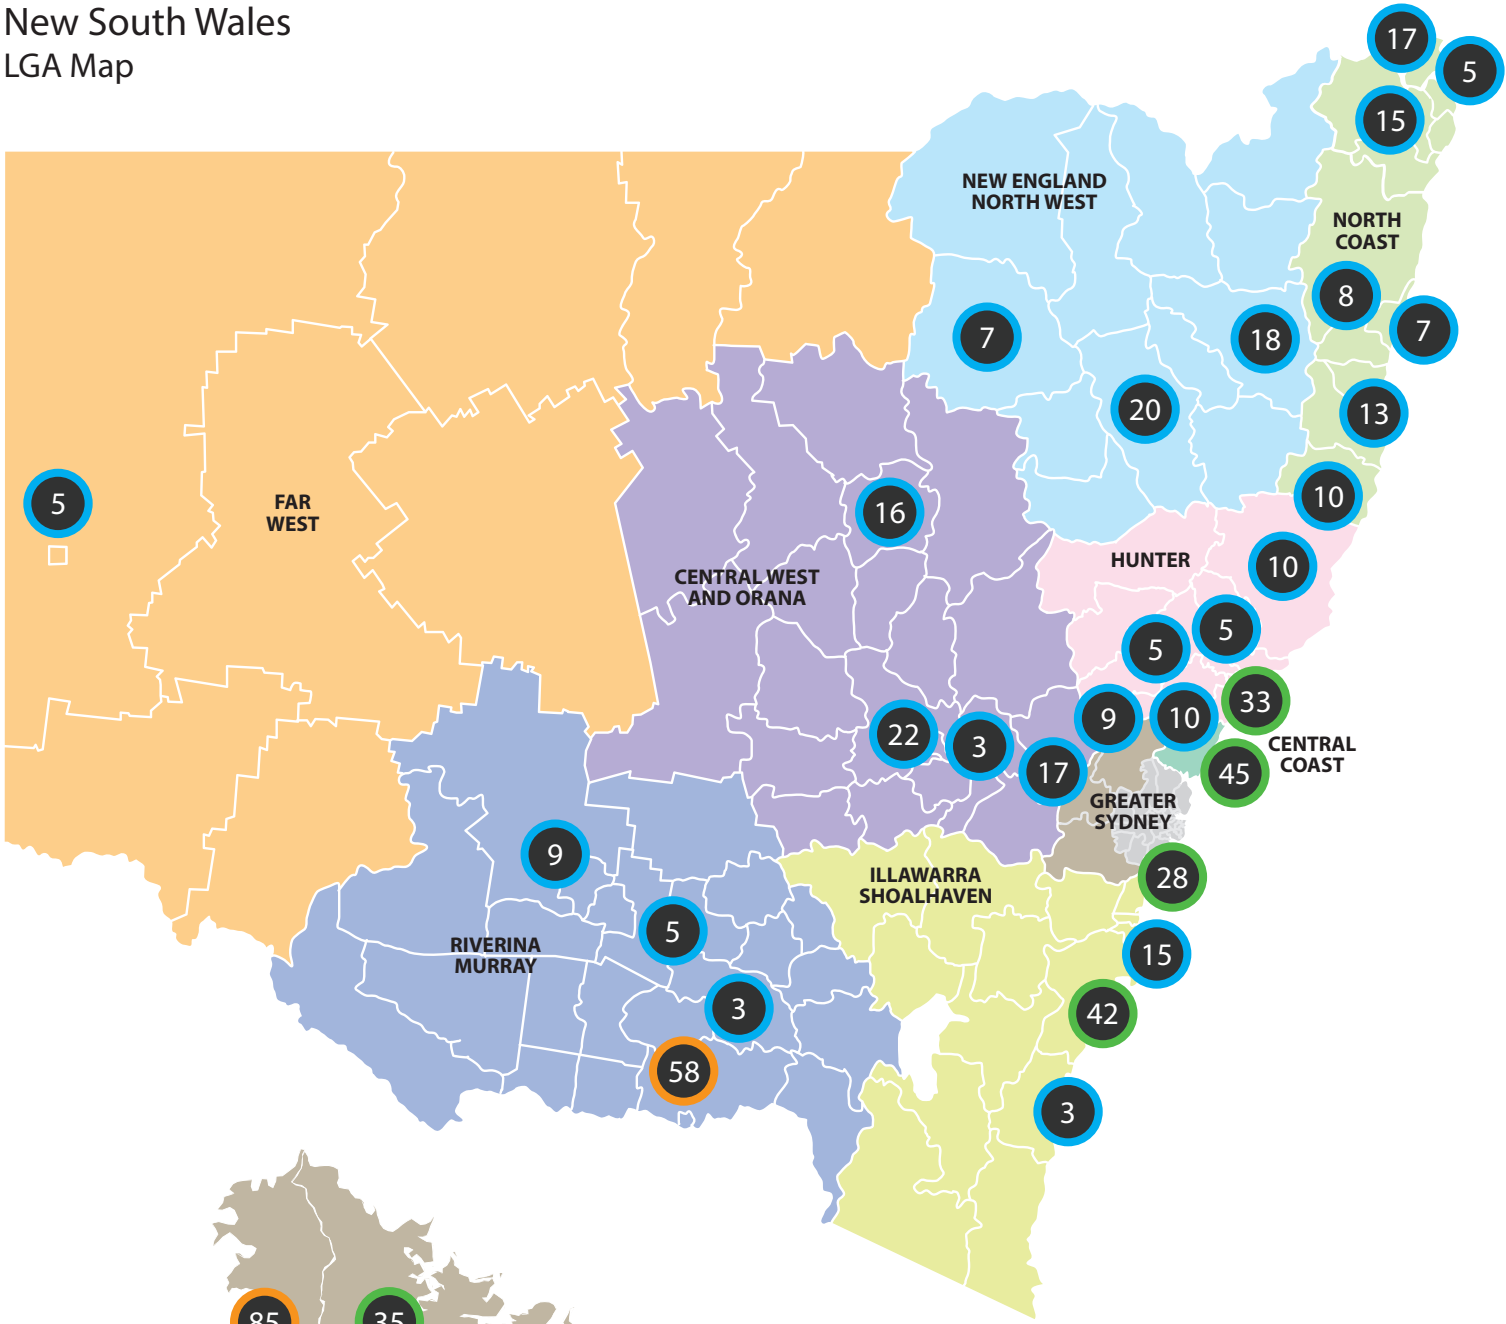 New South Wales
LGA Map
17
5
15
NEW ENGLAND
NORTH WEST
NORTH
COAST
8
7
7
18
20
13
5
FAR
WEST
16
10
HUNTER
10
CENTRAL WEST
AND ORANA
5
5
33
9
10
22
3
17
CENTRAL
COAST
45
GREATER
SYDNEY
9
ILLAWARRA
SHOALHAVEN
28
5
RIVERINA
MURRAY
15
3
42
58
3
85
35